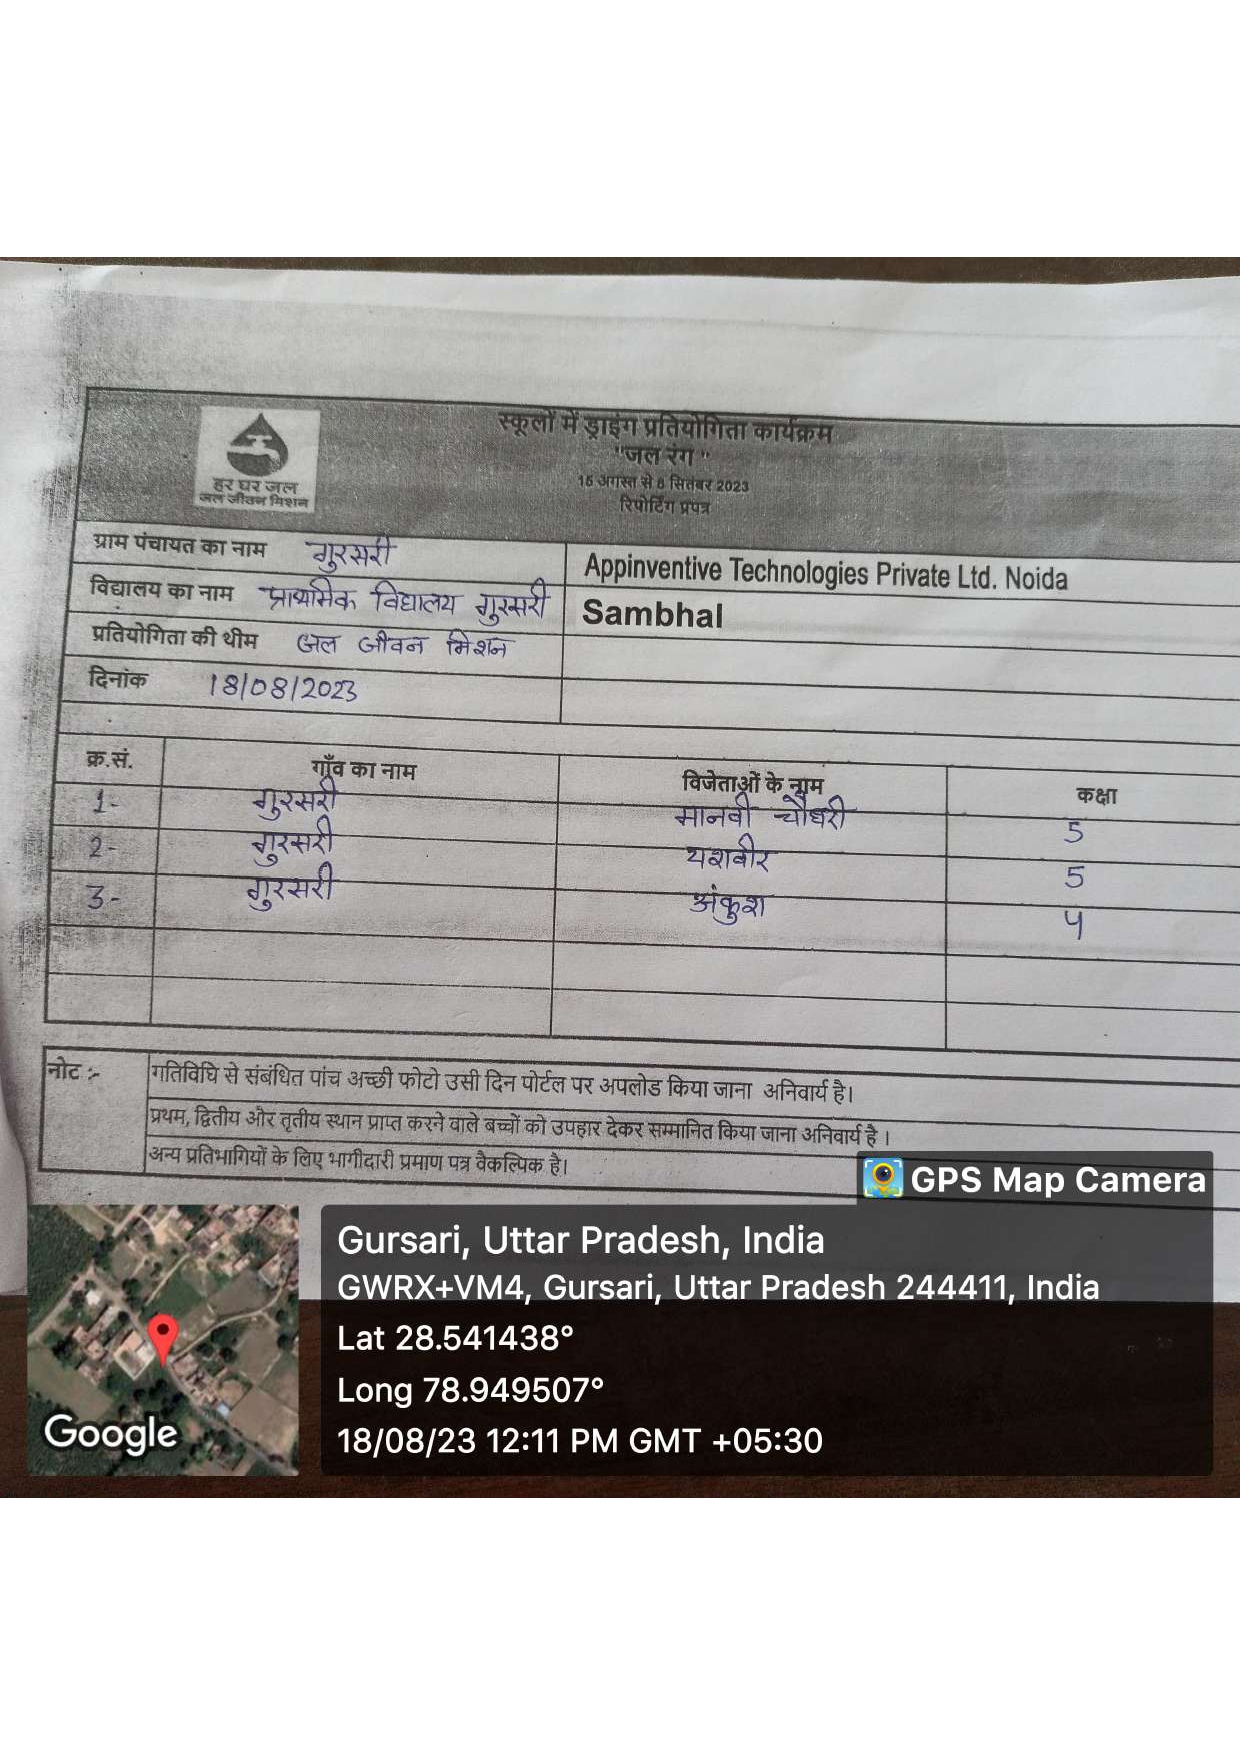 स्कूलों में ड्राइंग प्रतियोगिता कार्यक्रम
"जल रंग "
15 अगस्त से 8 सितंबर 2023
रिपोर्टिंग प्रपत्र
हर घर जल
जल जीवन मिशन
ग्राम पंचायत का नाम गुरसरी
Appinventive Technologies Private Ltd. Noida
विद्यालय का नाम प्राथमिक विद्यालय गुरसरी
Sambhal
प्रतियोगिता की थीम जल जीवन मिशन
दिनांक 18/08/2023
क्र.सं. गाँव का नाम विजेताओं के नाम कक्षा
1- गुरसरी मानवी चौधरी 5
2- गुरसरी यशवीर 5
3- गुरसरी अंकुश 4
नोट :- गतिविधि से संबंधित पांच अच्छी फोटो उसी दिन पोर्टल पर अपलोड किया जाना अनिवार्य है।
प्रथम, द्वितीय और तृतीय स्थान प्राप्त करने वाले बच्चों को उपहार देकर सम्मानित किया जाना अनिवार्य है ।
अन्य प्रतिभागियों के लिए भागीदारी प्रमाण पत्र वैकल्पिक है।
GPS Map Camera
Gursari, Uttar Pradesh, India
GWRX+VM4, Gursari, Uttar Pradesh 244411, India
Lat 28.541438°
Long 78.949507°
18/08/23 12:11 PM GMT +05:30
Google